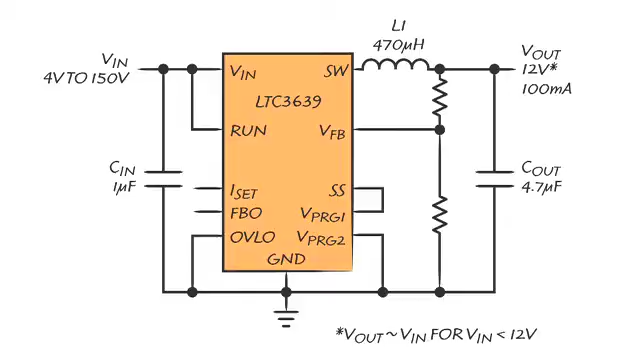 L1
470µH
VIN
4V TO 150V
VIN
SW
VOUT
12V*
100mA
LTC3639
RUN
VFB
CIN
1µF
COUT
4.7µF
ISET
SS
FBO
VPRG1
OVLO
VPRG2
GND
*VOUT ~ VIN FOR VIN < 12V